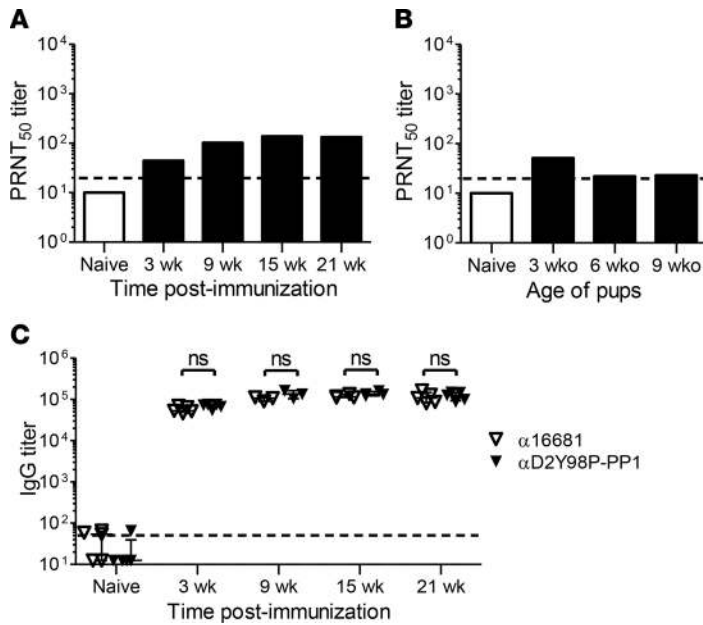 A
B
10⁴
10³
10²
10¹
10⁰
PRNT₅₀ titer
Naive 3 wk 9 wk 15 wk 21 wk
Time post-immunization
10⁴
10³
10²
10¹
10⁰
PRNT₅₀ titer
Naive 3 wko 6 wko 9 wko
Age of pups
C
10⁶
10⁵
10⁴
10³
10²
10¹
IgG titer
ns ns ns ns
Naive 3 wk 9 wk 15 wk 21 wk
Time post-immunization
α16681
αD2Y98P-PP1